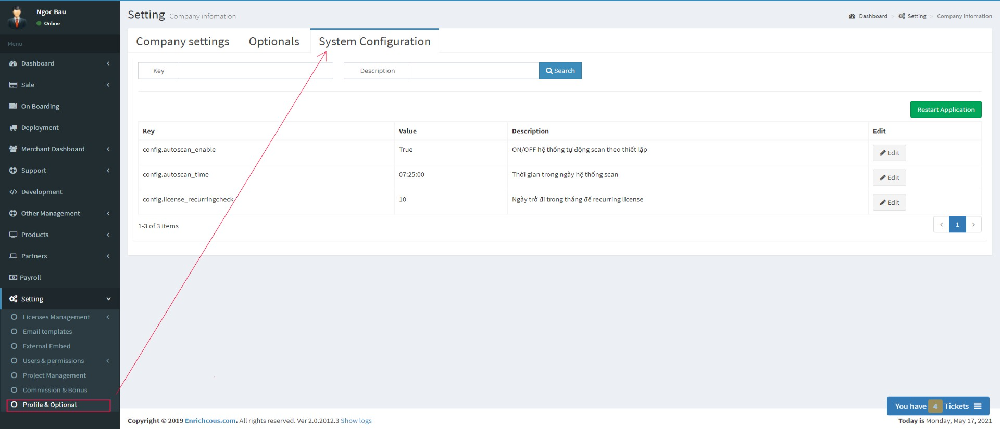 Ngoc Bau
Online
Menu
Dashboard
Sale
On Boarding
Deployment
Merchant Dashboard
Support
Development
Other Management
Products
Partners
Payroll
Setting
Licenses Management
Email templates
External Embed
Users & permissions
Project Management
Commission & Bonus
Profile & Optional
Setting Company infomation
Dashboard > Setting > Company infomation
Company settings Optionals System Configuration
Key Description Search
Restart Application
Key Value Description Edit
config.autoscan_enable True ON/OFF hệ thống tự động scan theo thiết lập Edit
config.autoscan_time 07:25:00 Thời gian trong ngày hệ thống scan Edit
config.license_recurringcheck 10 Ngày trở đi trong tháng để recurring license Edit
1-3 of 3 items < 1 >
You have 4 Tickets
Copyright © 2019 Enrichcous.com. All rights reserved. Ver 2.0.2012.3 Show logs
Today is Monday, May 17, 2021